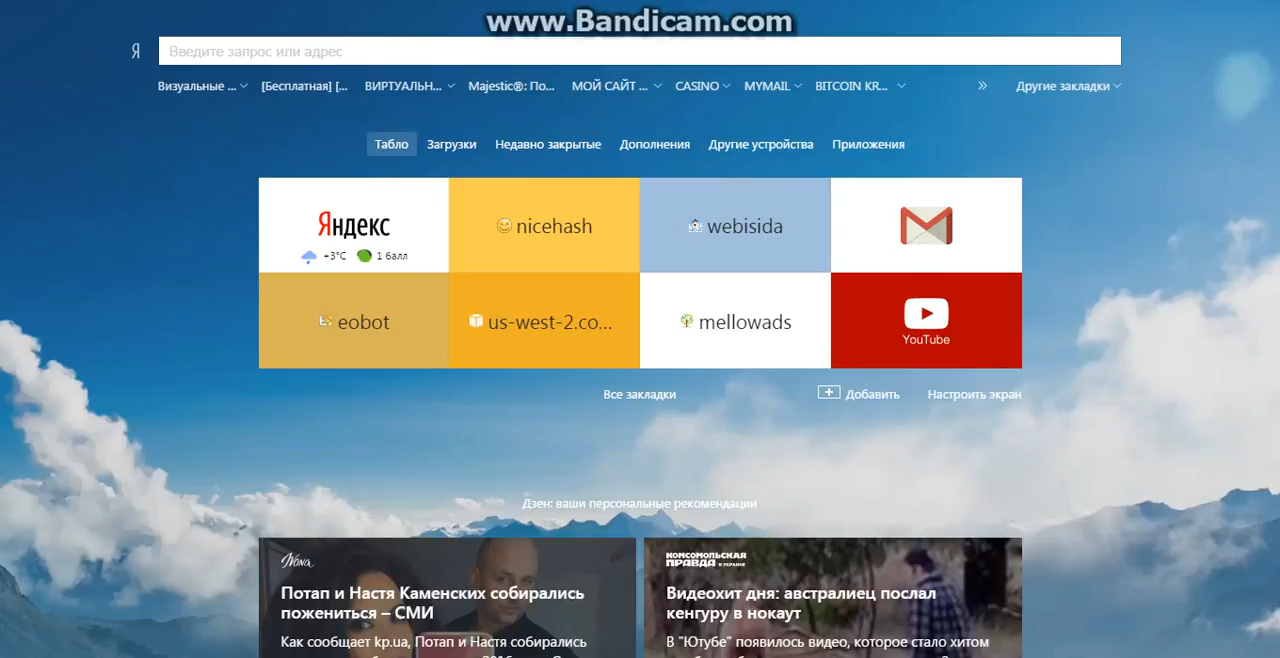 www.Bandicam.com
Я Введите запрос или адрес
Визуальные ... [Бесплатная] [... ВИРТУАЛЬН... Majestic®: По... МОЙ САЙТ ... CASINO MYMAIL BITCOIN KR... » Другие закладки
Табло Загрузки Недавно закрытые Дополнения Другие устройства Приложения
Яндекс nicehash webisida
+3°C 1 балл
eobot us-west-2.co... mellowads YouTube
Все закладки Добавить Настроить экран
Дзен: ваши персональные рекомендации
Ivona
Потап и Настя Каменских собирались
пожениться – СМИ
Как сообщает kp.ua, Потап и Настя собирались
КОМСОМОЛЬСКАЯ
ПРАВДА В УКРАИНЕ
Видеохит дня: австралиец послал
кенгуру в нокаут
В "Ютубе" появилось видео, которое стало хитом